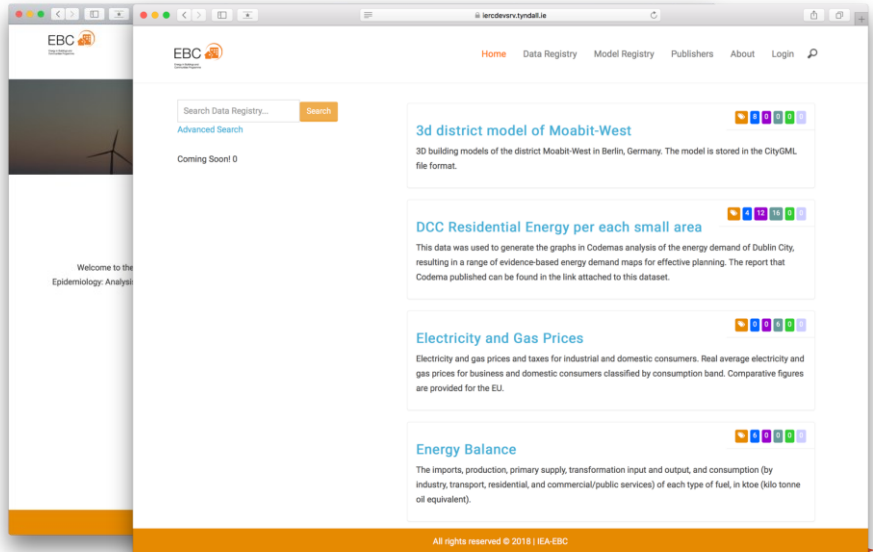 iercdevsrv.tyndall.ie
EBC
EBC
Home Data Registry Model Registry Publishers About Login
Search Data Registry... Search
Advanced Search
Coming Soon! 0
Welcome to the
Epidemiology: Analysi
8 0 0 0 0
3d district model of Moabit-West
3D building models of the district Moabit-West in Berlin, Germany. The model is stored in the CityGML
file format.
4 12 16 0 0
DCC Residential Energy per each small area
This data was used to generate the graphs in Codemas analysis of the energy demand of Dublin City,
resulting in a range of evidence-based energy demand maps for effective planning. The report that
Codema published can be found in the link attached to this dataset.
0 0 6 0 0
Electricity and Gas Prices
Electricity and gas prices and taxes for industrial and domestic consumers. Real average electricity and
gas prices for business and domestic consumers classified by consumption band. Comparative figures
are provided for the EU.
6 0 0 0 0
Energy Balance
The imports, production, primary supply, transformation input and output, and consumption (by
industry, transport, residential, and commercial/public services) of each type of fuel, in ktoe (kilo tonne
oil equivalent).
All rights reserved © 2018 | IEA-EBC